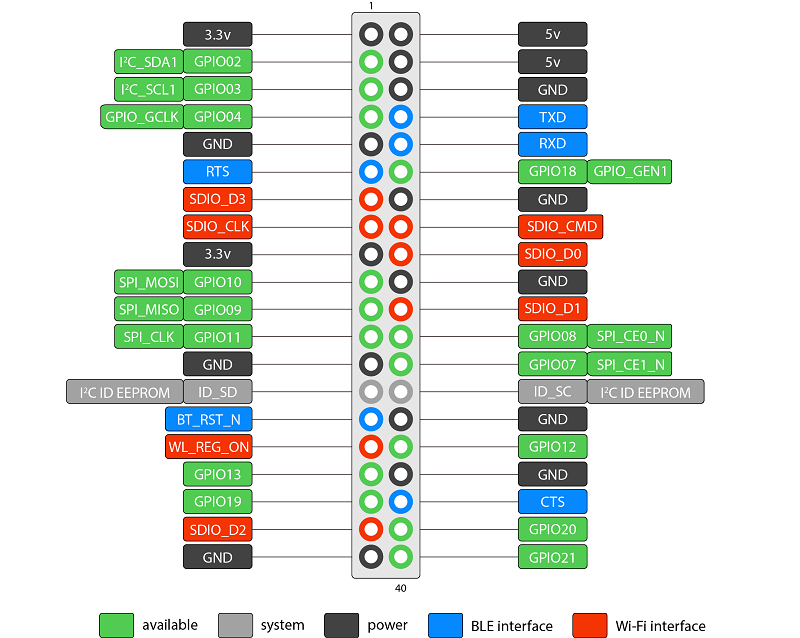 1
3.3v 5v
I²C_SDA1 GPIO02 5v
I²C_SCL1 GPIO03 GND
GPIO_GCLK GPIO04 TXD
GND RXD
RTS GPIO18 GPIO_GEN1
SDIO_D3 GND
SDIO_CLK SDIO_CMD
3.3v SDIO_D0
SPI_MOSI GPIO10 GND
SPI_MISO GPIO09 SDIO_D1
SPI_CLK GPIO11 GPIO08 SPI_CE0_N
GND GPIO07 SPI_CE1_N
I²C ID EEPROM ID_SD ID_SC I²C ID EEPROM
BT_RST_N GND
WL_REG_ON GPIO12
GPIO13 GND
GPIO19 CTS
SDIO_D2 GPIO20
GND GPIO21
40
available system power BLE interface Wi-Fi interface